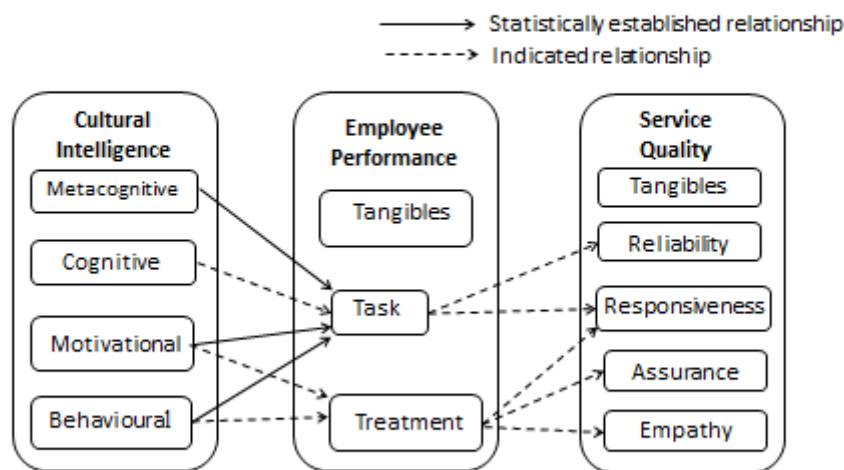 Statistically established relationship
Indicated relationship
Cultural
Intelligence
Metacognitive
Cognitive
Motivational
Behavioural
Employee
Performance
Tangibles
Task
Treatment
Service
Quality
Tangibles
Reliability
Responsiveness
Assurance
Empathy